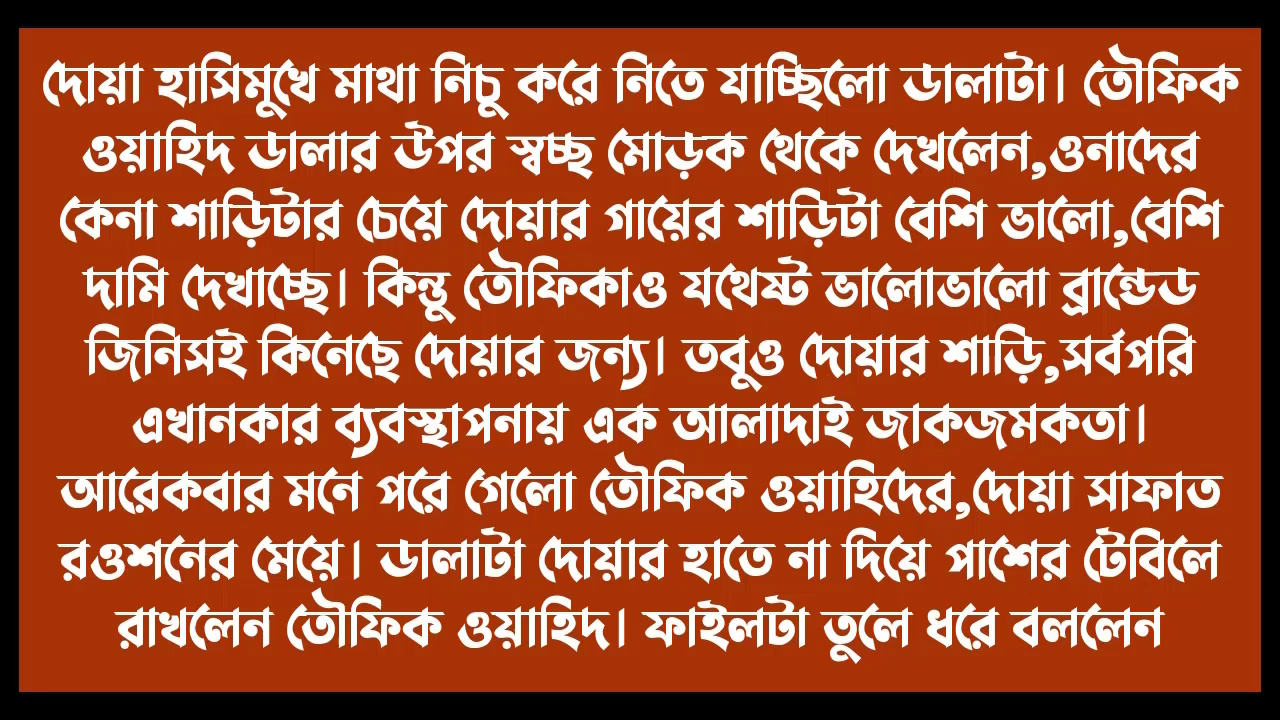 দোয়া হাসিমুখে মাথা নিচু করে নিতে যাচ্ছিলো ডালাটা। তৌফিক
ওয়াহিদ ডালার উপর স্বচ্ছ মোড়ক থেকে দেখলেন,ওনাদের
কেনা শাড়িটার চেয়ে দোয়ার গায়ের শাড়িটা বেশি ভালো,বেশি
দামি দেখাচ্ছে। কিন্তু তৌফিকাও যথেষ্ট ভালোভালো ব্রান্ডেড
জিনিসই কিনেছে দোয়ার জন্য। তবুও দোয়ার শাড়ি,সর্বপরি
এখানকার ব্যবস্থাপনায় এক আলাদাই জাকজমকতা।
আরেকবার মনে পরে গেলো তৌফিক ওয়াহিদের,দোয়া সাফাত
রওশনের মেয়ে। ডালাটা দোয়ার হাতে না দিয়ে পাশের টেবিলে
রাখলেন তৌফিক ওয়াহিদ। ফাইলটা তুলে ধরে বললেন